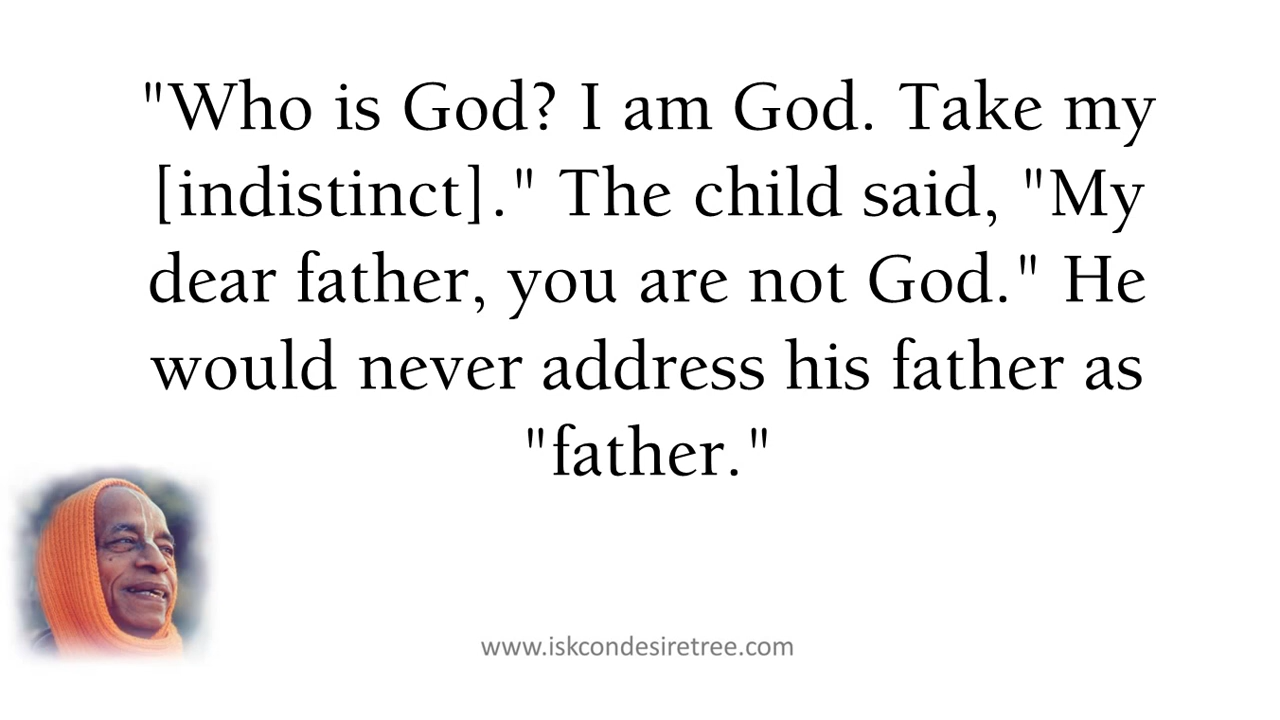 "Who is God? I am God. Take my
[indistinct]." The child said, "My
dear father, you are not God." He
would never address his father as
"father."
www.iskcondesiretree.com